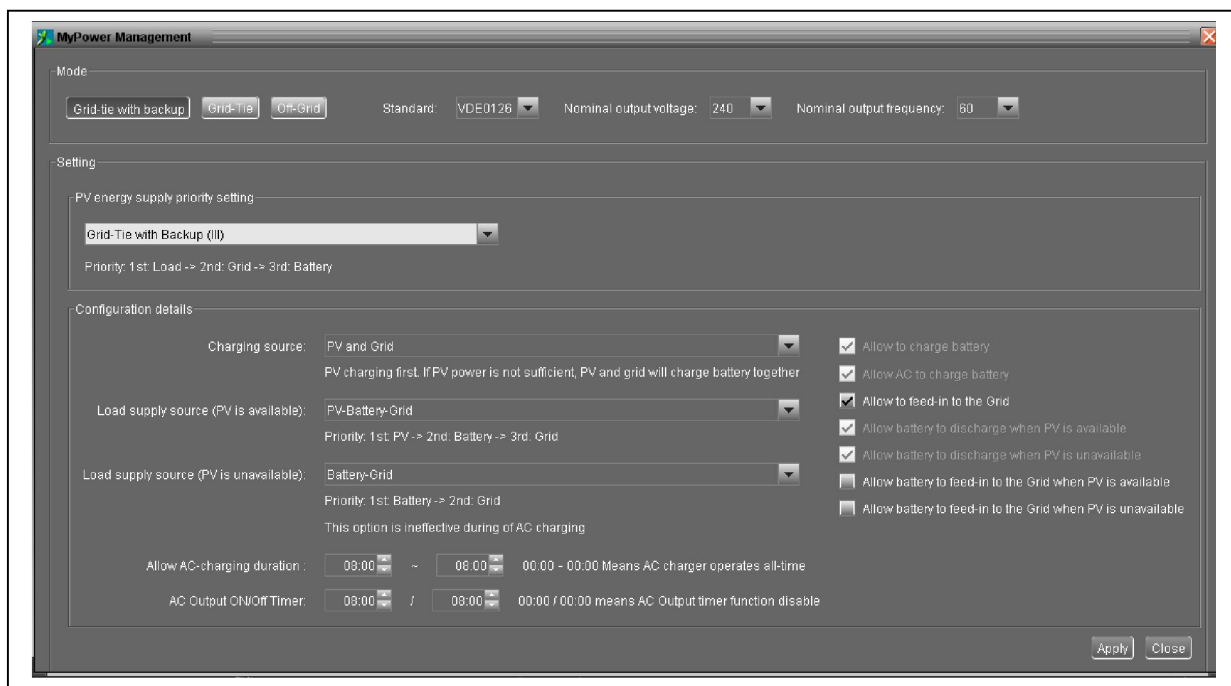 MyPower Management
Mode
Grid-tie with backup Grid-Tie Off-Grid Standard: VDE0126 Nominal output voltage: 240 Nominal output frequency: 60
Setting
PV energy supply priority setting
Grid-Tie with Backup (III)
Priority: 1st: Load -> 2nd: Grid -> 3rd: Battery
Configuration details
Charging source: PV and Grid
PV charging first. If PV power is not sufficient, PV and grid will charge battery together
Load supply source (PV is available): PV-Battery-Grid
Priority: 1st: PV -> 2nd: Battery -> 3rd: Grid
Load supply source (PV is unavailable): Battery-Grid
Priority: 1st: Battery -> 2nd: Grid
This option is ineffective during of AC charging
Allow to charge battery
Allow AC to charge battery
Allow to feed-in to the Grid
Allow battery to discharge when PV is available
Allow battery to discharge when PV is unavailable
Allow battery to feed-in to the Grid when PV is available
Allow battery to feed-in to the Grid when PV is unavailable
Allow AC-charging duration : 08:00 ~ 08:00 00:00 - 00:00 Means AC charger operates all-time
AC Output ON/Off Timer: 08:00 / 08:00 00:00 / 00:00 means AC Output timer function disable
Apply Close